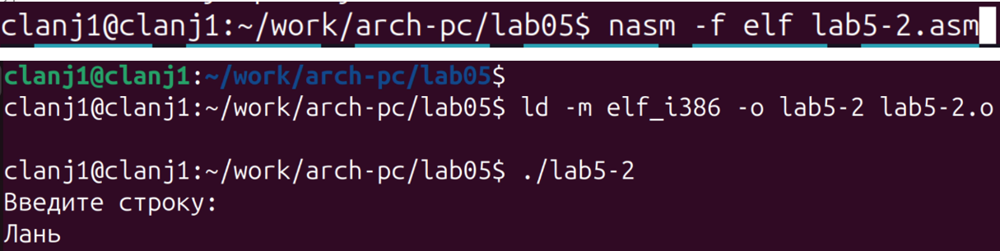 clanj1@clanj1:~/work/arch-pc/lab05$ nasm -f elf lab5-2.asm
clanj1@clanj1:~/work/arch-pc/lab05$
clanj1@clanj1:~/work/arch-pc/lab05$ ld -m elf_i386 -o lab5-2 lab5-2.o
clanj1@clanj1:~/work/arch-pc/lab05$ ./lab5-2
Введите строку:
Лань